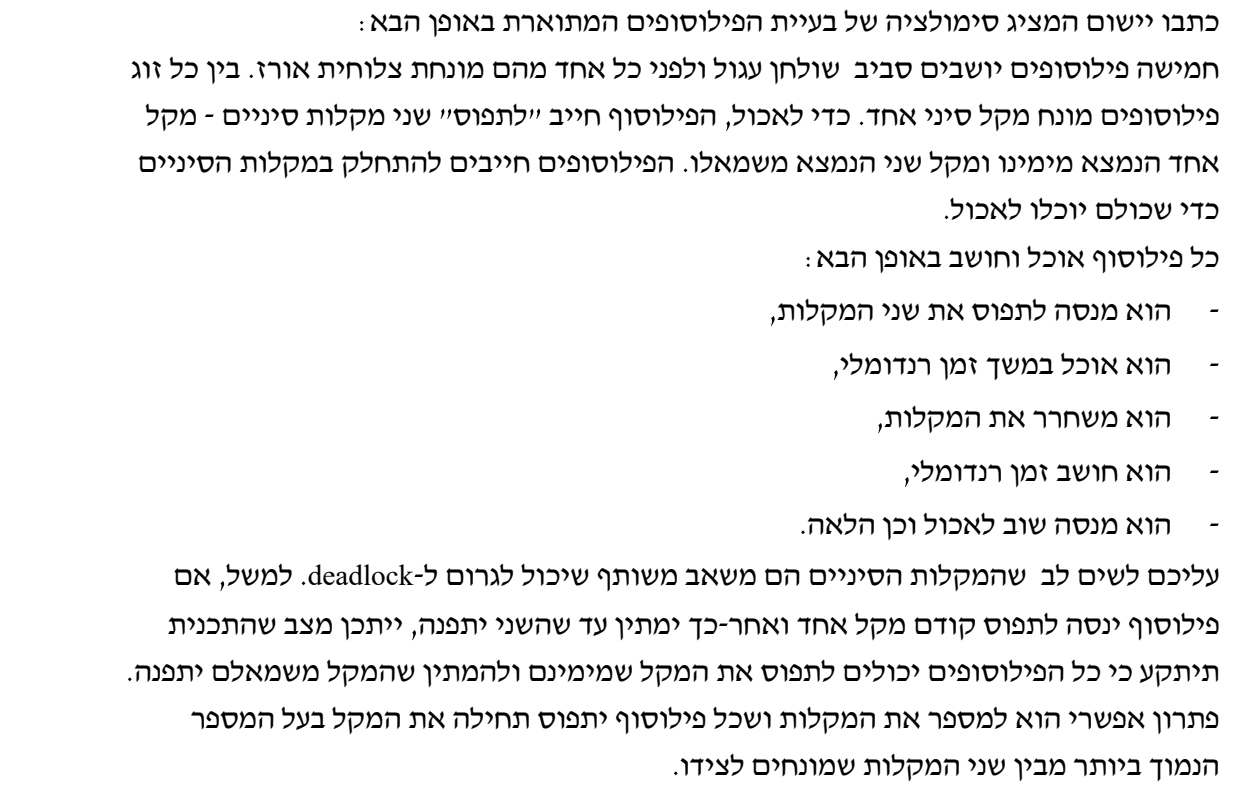 כתבו יישום המציג סימולציה של בעיית הפילוסופים המתוארת באופן הבא:
חמישה פילוסופים יושבים סביב שולחן עגול ולפני כל אחד מהם מונחת צלוחית אורז. בין כל זוג
פילוסופים מונח מקל סיני אחד. כדי לאכול, הפילוסוף חייב ״לתפוס״ שני מקלות סיניים - מקל
אחד הנמצא מימינו ומקל שני הנמצא משמאלו. הפילוסופים חייבים להתחלק במקלות הסיניים
כדי שכולם יוכלו לאכול.
כל פילוסוף אוכל וחושב באופן הבא:
- הוא מנסה לתפוס את שני המקלות,
- הוא אוכל במשך זמן רנדומלי,
- הוא משחרר את המקלות,
- הוא חושב זמן רנדומלי,
- הוא מנסה שוב לאכול וכן הלאה.
עליכם לשים לב שהמקלות הסיניים הם משאב משותף שיכול לגרום ל-deadlock. למשל, אם
פילוסוף ינסה לתפוס קודם מקל אחד ואחר-כך ימתין עד שהשני יתפנה, ייתכן מצב שהתכנית
תיתקע כי כל הפילוסופים יכולים לתפוס את המקל שמימינם ולהמתין שהמקל משמאלם יתפנה.
פתרון אפשרי הוא למספר את המקלות ושכל פילוסוף יתפוס תחילה את המקל בעל המספר
הנמוך ביותר מבין שני המקלות שמונחים לצידו.